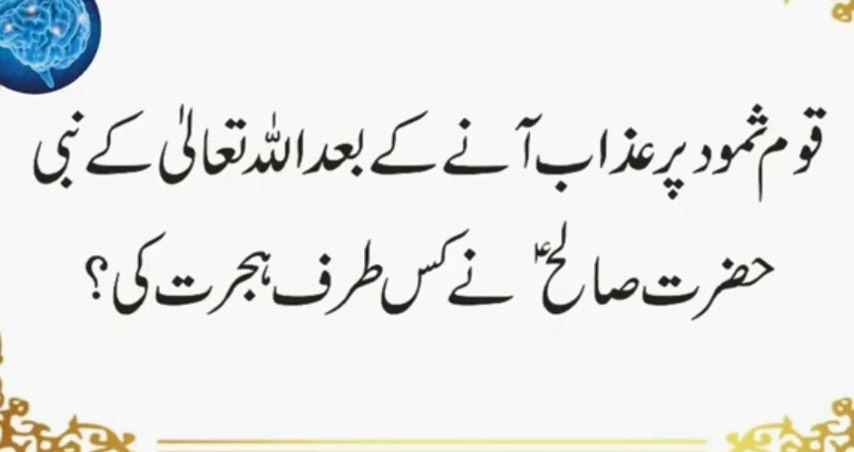 قوم ثمود پر عذاب آنے کے بعد اللہ تعالیٰ کے نبی
حضرت صالحؑ نے کس طرف ہجرت کی؟